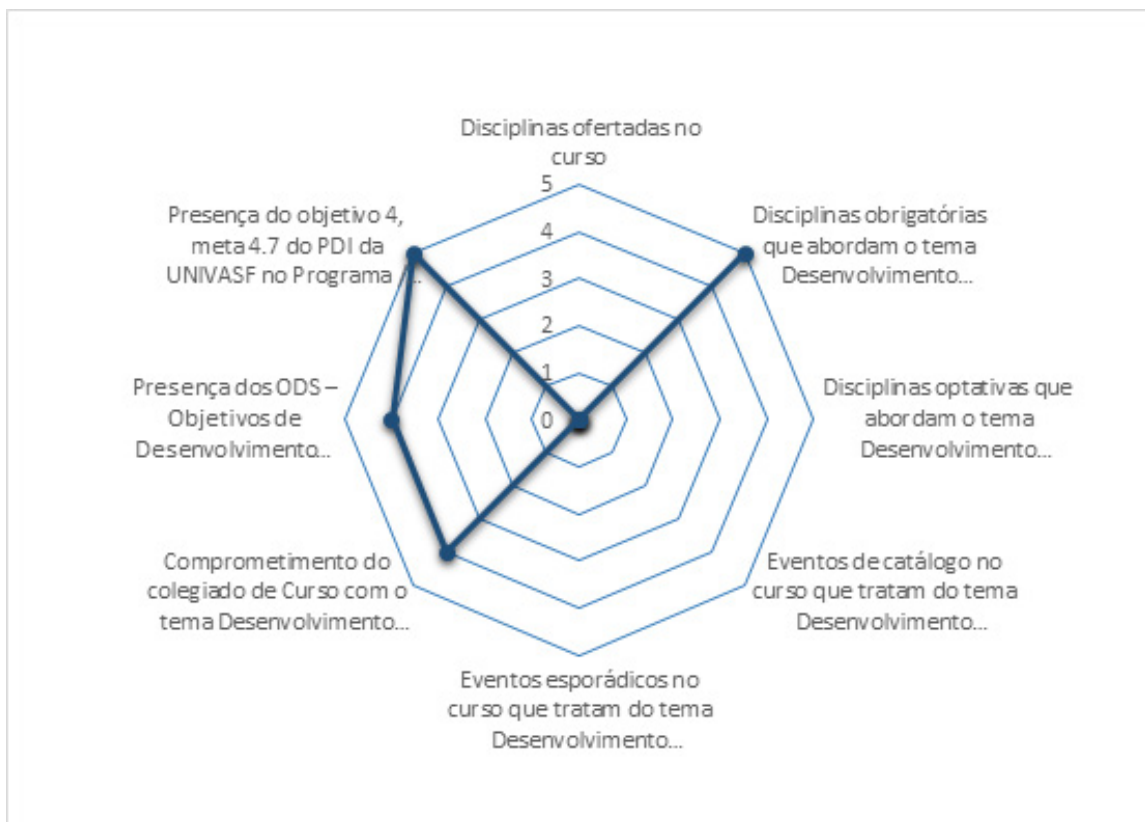 Disciplinas ofertadas no
curso
5
4
3
2
1
0
Disciplinas obrigatórias
que abordam o tema
Desenvolvimento...
Disciplinas optativas que
abordam o tema
Desenvolvimento...
Eventos de catálogo no
curso que tratam do tema
Desenvolvimento...
Eventos esporádicos no
curso que tratam do tema
Desenvolvimento...
Comprometimento do
colegiado de Curso com o
tema Desenvolvimento...
Presença dos ODS –
Objetivos de
Desenvolvimento...
Presença do objetivo 4,
meta 4.7 do PDI da
UNIVASF no Programa /...